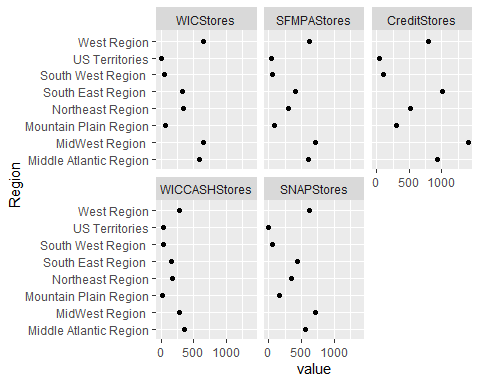 WICStores SFMPAStores CreditStores
West Region
US Territories
South West Region
South East Region
Northeast Region
Mountain Plain Region
MidWest Region
Middle Atlantic Region
0 500 1000
WICCASHStores SNAPStores
West Region
US Territories
South West Region
South East Region
Northeast Region
Mountain Plain Region
MidWest Region
Middle Atlantic Region
0 500 1000 0 500 1000
value
Region